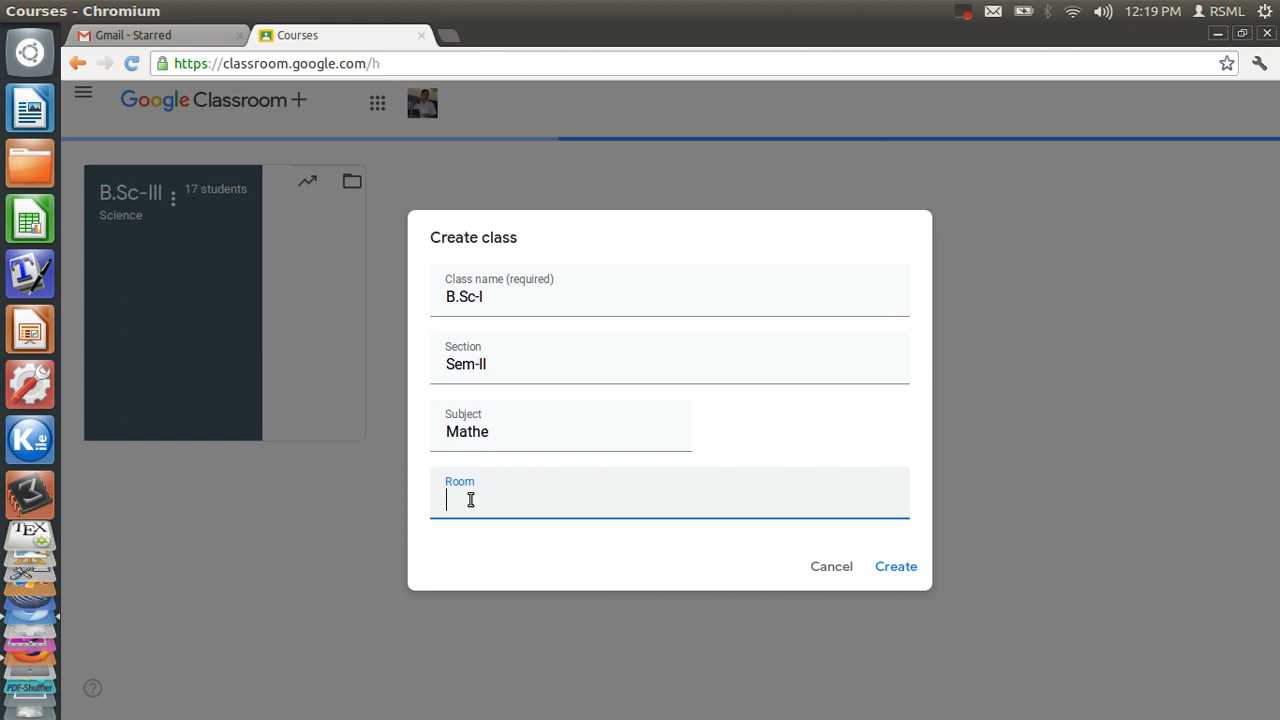 Courses - Chromium
12:19 PM
RSML
Gmail - Starred
Courses
https://classroom.google.com/h
Google Classroom
B.Sc-III
17 students
Science
Create class
Class name (required)
B.Sc-I
Section
Sem-II
Subject
Mathe
Room
Cancel
Create
TEX
PDF-Shuffler